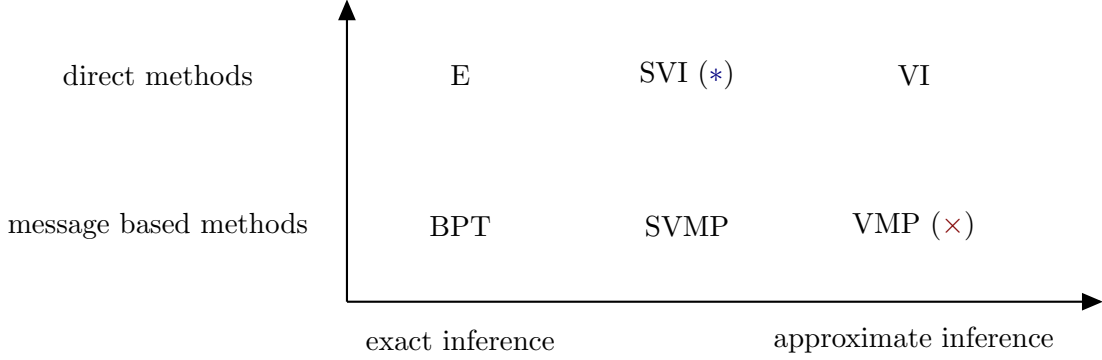 direct methods E SVI (*) VI
message based methods BPT SVMP VMP (×)
exact inference approximate inference